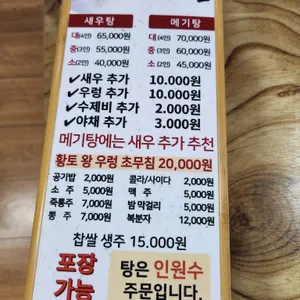 새우탕 메기탕
대(4인) 65,000원 대(4인) 70,000원
중(3인) 55,000원 중(3인) 60,000원
소(2인) 40,000원 소(2인) 45,000원
✓새우 추가 10.000원
✓우렁 추가 10.000원
✓수제비 추가 2.000원
✓야채 추가 3.000원
메기탕에는 새우 추가 추천
황토 왕 우렁 초무침 20,000원
공기밥 2,000원 콜라/사이다 2,000원
소 주 5,000원 맥 주 5,000원
죽통주 7,000원 밤 막걸리 5,000원
동 주 7,000원 복분자 12,000원
찹쌀 생주 15.000원
포장 탕은 인원수
가능 주문입니다.